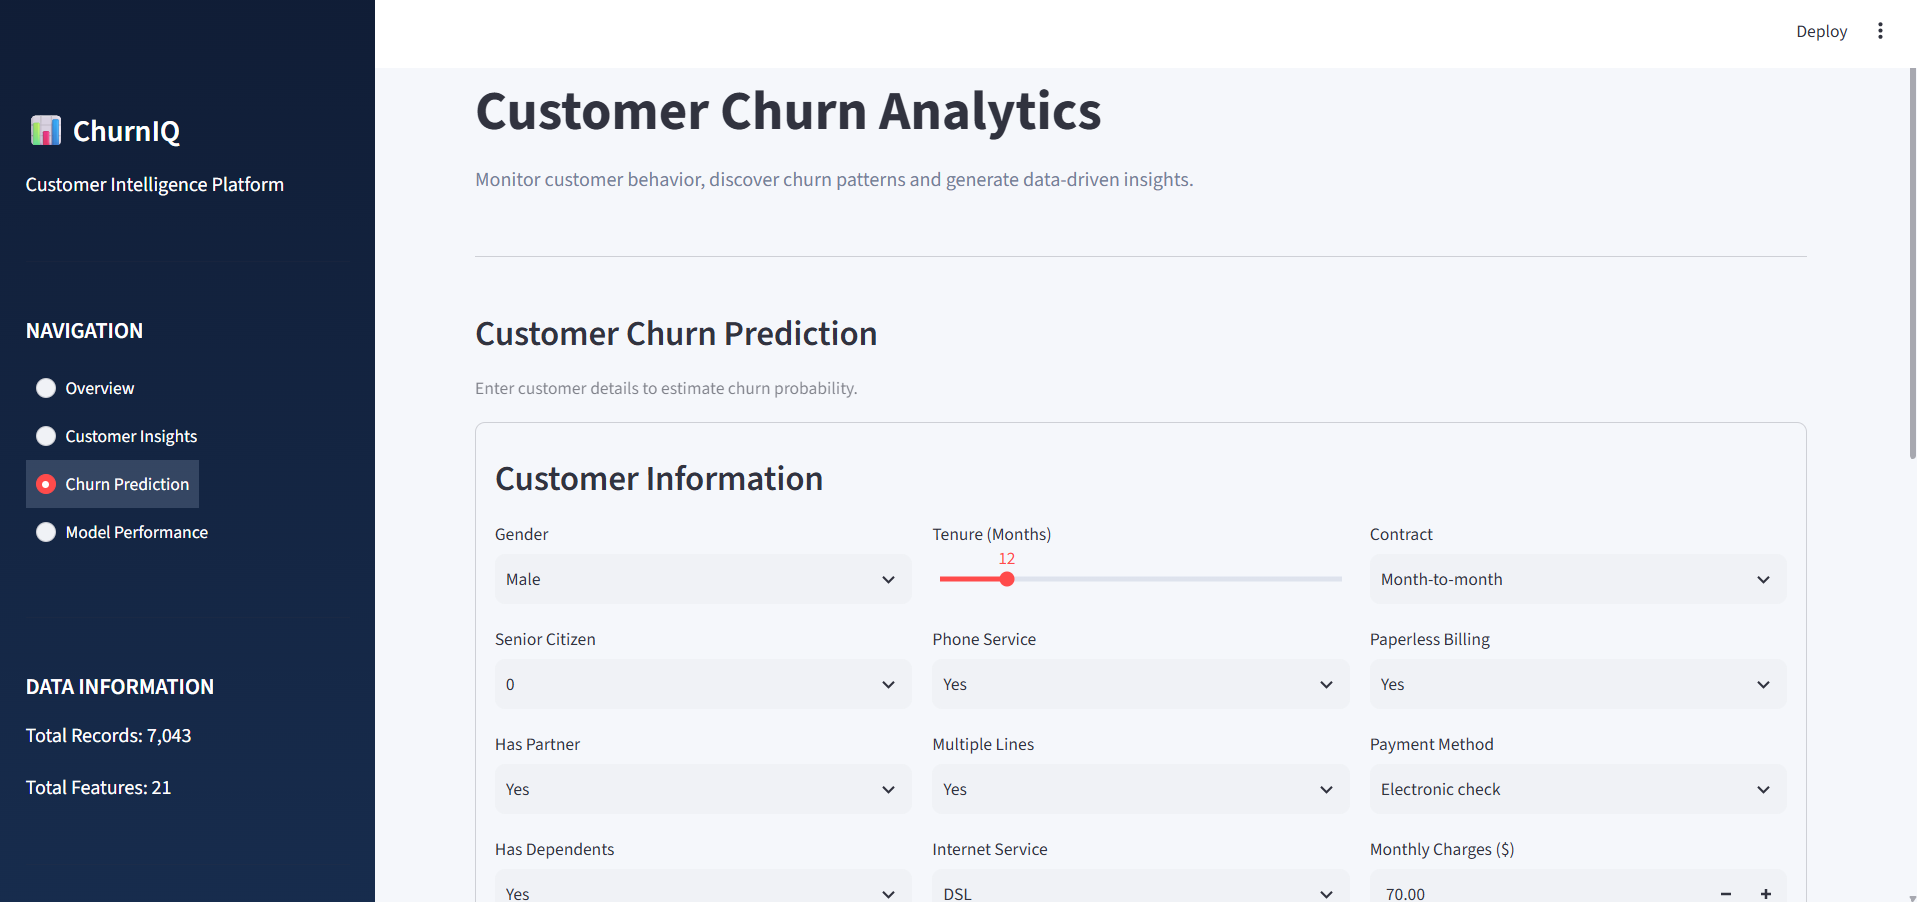 Deploy
ChurnIQ
Customer Intelligence Platform
NAVIGATION
Overview
Customer Insights
Churn Prediction
Model Performance
DATA INFORMATION
Total Records: 7,043
Total Features: 21
Customer Churn Analytics
Monitor customer behavior, discover churn patterns and generate data-driven insights.
Customer Churn Prediction
Enter customer details to estimate churn probability.
Customer Information
Gender
Male
Tenure (Months)
12
Contract
Month-to-month
Senior Citizen
0
Phone Service
Yes
Paperless Billing
Yes
Has Partner
Yes
Multiple Lines
Yes
Payment Method
Electronic check
Has Dependents
Yes
Internet Service
DSL
Monthly Charges ($)
70.00